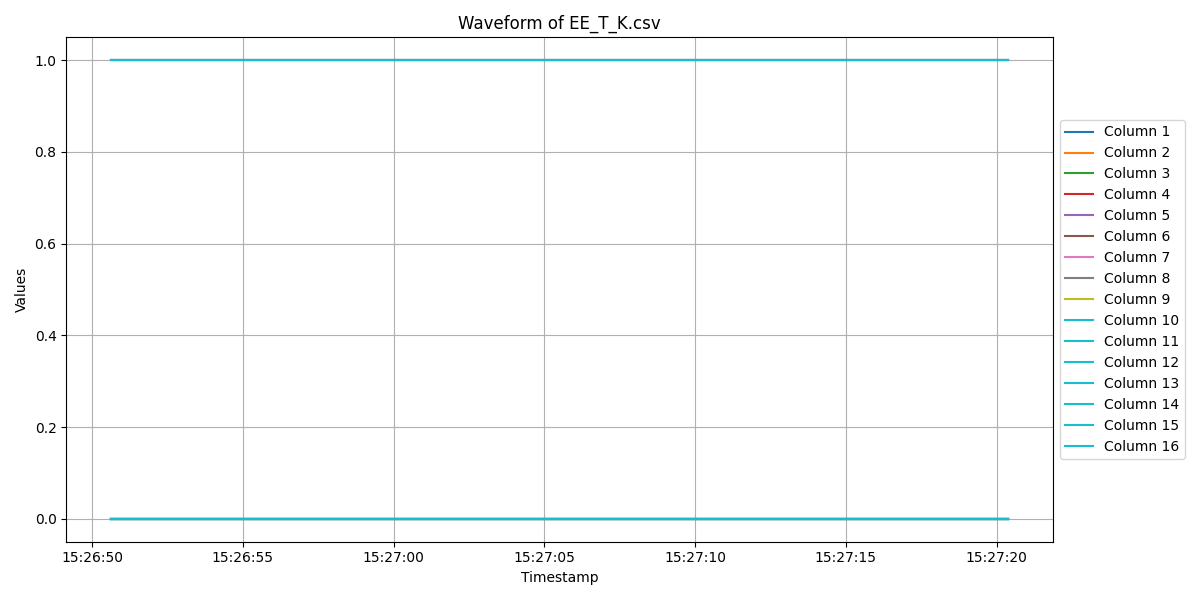 Waveform of EE_T_K.csv
1.0
0.8
0.6
0.4
0.2
0.0
Values
15:26:50 15:26:55 15:27:00 15:27:05 15:27:10 15:27:15 15:27:20
Timestamp
Column 1
Column 2
Column 3
Column 4
Column 5
Column 6
Column 7
Column 8
Column 9
Column 10
Column 11
Column 12
Column 13
Column 14
Column 15
Column 16